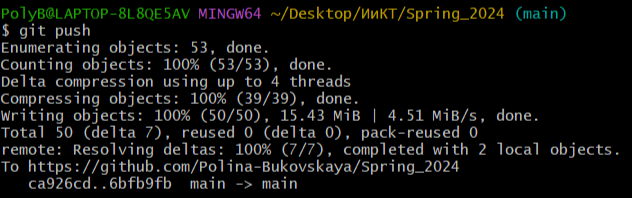 PolyB@LAPTOP-8L8QE5AV MINGW64 ~/Desktop/ИиКТ/Spring_2024 (main)
$ git push
Enumerating objects: 53, done.
Counting objects: 100% (53/53), done.
Delta compression using up to 4 threads
Compressing objects: 100% (39/39), done.
Writing objects: 100% (50/50), 15.43 MiB | 4.51 MiB/s, done.
Total 50 (delta 7), reused 0 (delta 0), pack-reused 0
remote: Resolving deltas: 100% (7/7), completed with 2 local objects.
To https://github.com/Polina-Bukovskaya/Spring_2024
   ca926cd..6bfb9fb  main -> main